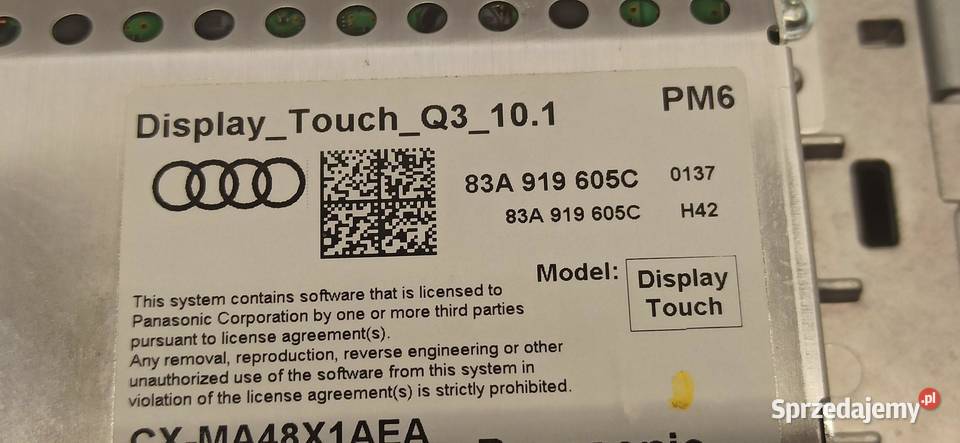 Display_Touch_Q3_10.1
PM6
83A 919 605C 0137
83A 919 605C H42
Model: Display Touch
This system contains software that is licensed to
Panasonic Corporation by one or more third parties
pursuant to license agreement(s).
Any removal, reproduction, reverse engineering or other
unauthorized use of the software from this system in
violation of the license agreement(s) is strictly prohibited.
CX-MA48X1AEA Panasonic
Sprzedajemy.pl